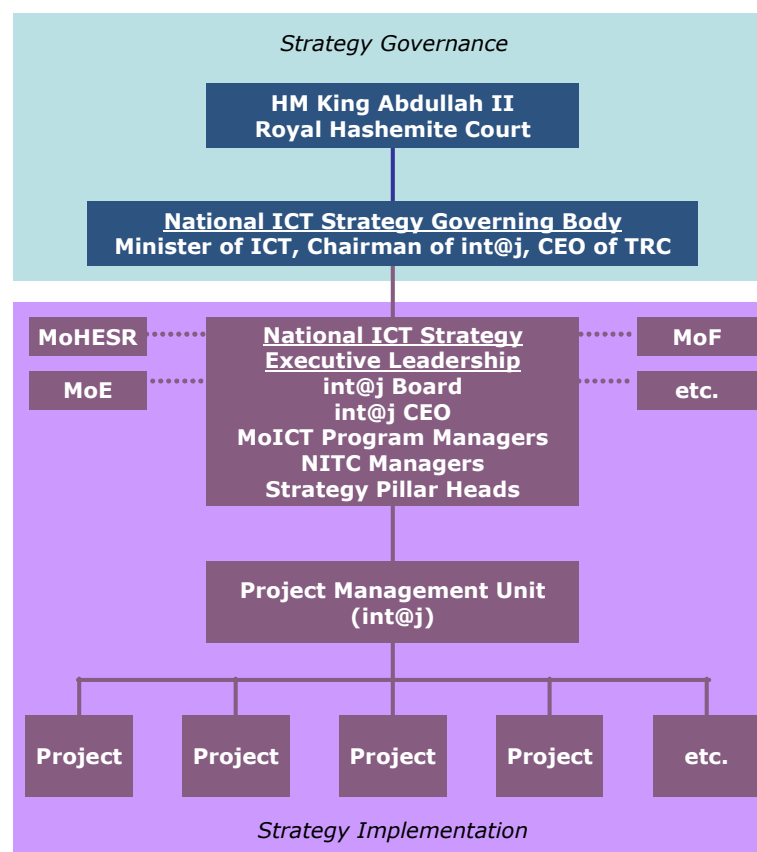 Strategy Governance
HM King Abdullah II
Royal Hashemite Court
National ICT Strategy Governing Body
Minister of ICT, Chairman of int@j, CEO of TRC
MoHESR
MoE
National ICT Strategy
Executive Leadership
int@j Board
int@j CEO
MoICT Program Managers
NITC Managers
Strategy Pillar Heads
MoF
etc.
Project Management Unit
(int@j)
Project
Project
Project
Project
etc.
Strategy Implementation